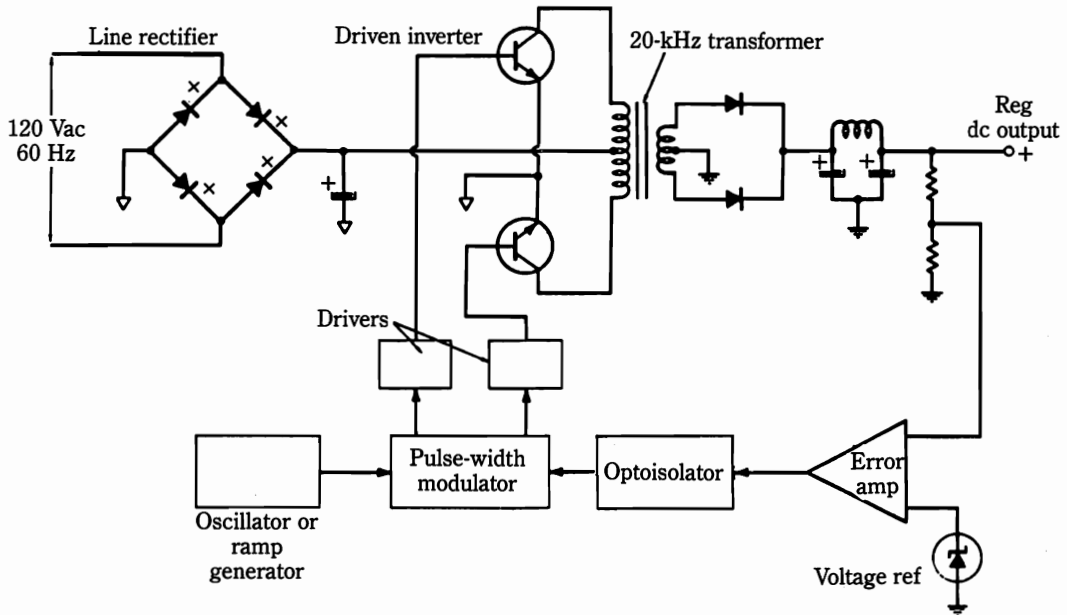 Line rectifier
Driven inverter
20-kHz transformer
120 Vac
60 Hz
Reg
dc output
+
+
+
+
Drivers
Pulse-width
modulator
Optoisolator
Error
amp
Oscillator or
ramp
generator
Voltage ref